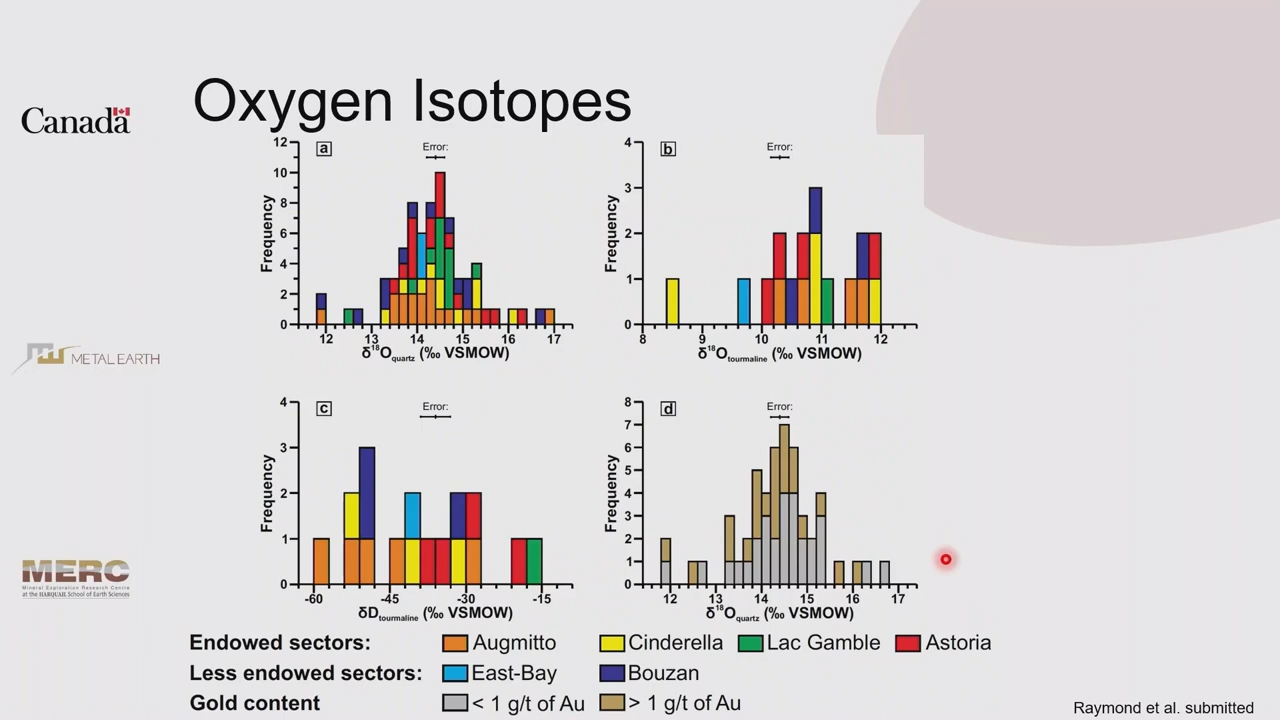 Oxygen Isotopes
Canada
METAL EARTH
MERC
Mineral Exploration Research Centre
at the HARQUAIL School of Earth Sciences
a
Error:
Frequency
12
10
8
6
4
2
0
12 13 14 15 16 17
δ¹⁸Oquartz (‰ VSMOW)
b
Error:
Frequency
4
3
2
1
0
8 9 10 11 12
δ¹⁸Otourmaline (‰ VSMOW)
c
Error:
Frequency
4
3
2
1
0
-60 -45 -30 -15
δDtourmaline (‰ VSMOW)
d
Error:
Frequency
8
7
6
5
4
3
2
1
0
12 13 14 15 16 17
δ¹⁸Oquartz (‰ VSMOW)
Endowed sectors: Augmitto Cinderella Lac Gamble Astoria
Less endowed sectors: East-Bay Bouzan
Gold content < 1 g/t of Au > 1 g/t of Au
Raymond et al. submitted